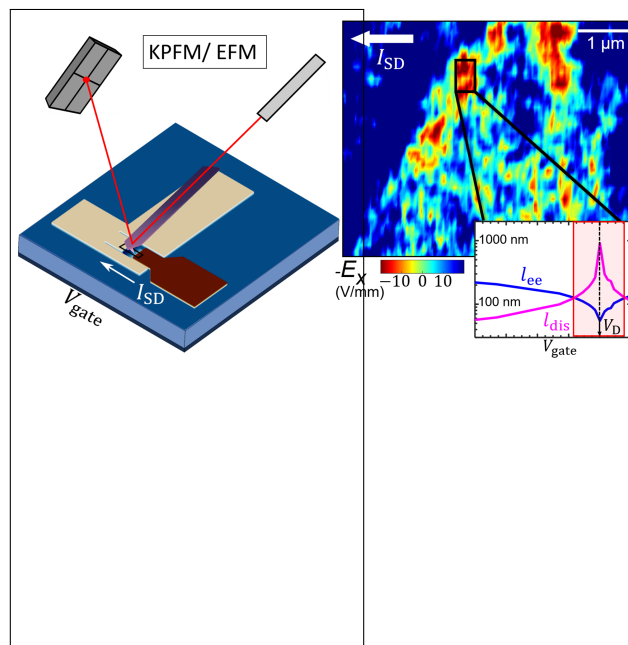 KPFM/ EFM
I_SD
V_gate
I_SD
1 μm
-E_x
(V/mm)
−10 0 10
1000 nm
100 nm
l_ee
l_dis
V_D
V_gate